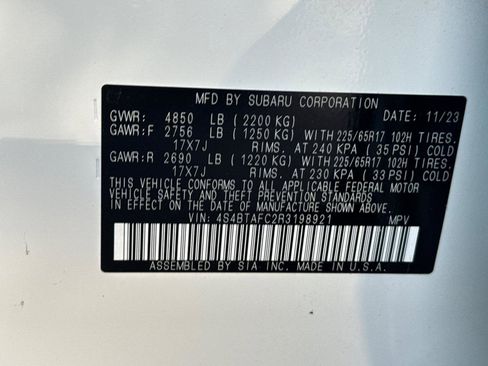 MFD BY SUBARU CORPORATION
GVWR: 4850 LB (2200 KG) DATE: 11/23
GAWR:F 2756 LB (1250 KG) WITH 225/65R17 102H TIRES.
17X7J RIMS. AT 240 KPA (35 PSI) COLD
GAWR:R 2690 LB (1220 KG) WITH 225/65R17 102H TIRES.
17X7J RIMS. AT 230 KPA (33 PSI) COLD
THIS VEHICLE CONFORMS TO ALL APPLICABLE FEDERAL MOTOR
VEHICLE SAFETY AND THEFT PREVENTION STANDARDS
IN EFFECT ON THE DATE OF MANUFACTURE SHOWN ABOVE.
VIN: 4S4BTAFC2R3198921 MPV
ASSEMBLED BY SIA INC. MADE IN U.S.A.